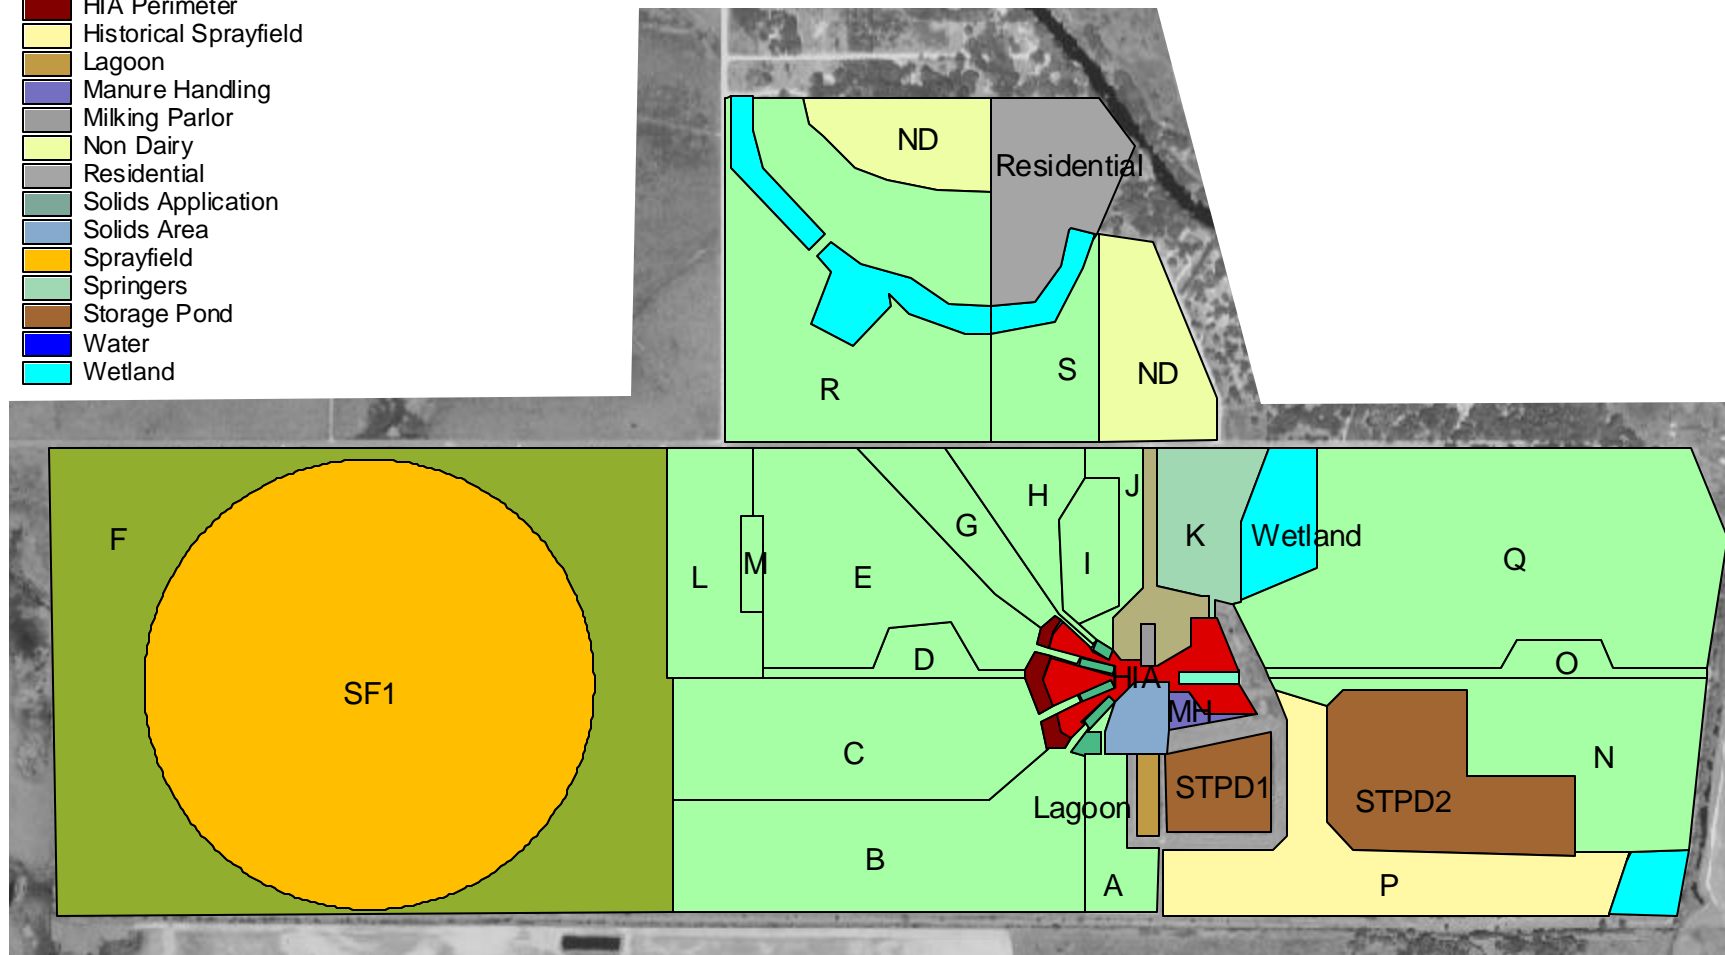 HIA Perimeter
Historical Sprayfield
Lagoon
Manure Handling
Milking Parlor
Non Dairy
Residential
Solids Application
Solids Area
Sprayfield
Springers
Storage Pond
Water
Wetland
ND
Residential
S
ND
R
F
H
J
G
K
Wetland
Q
L
M
E
I
D
O
HIA
SF1
MH
C
N
STPD1
Lagoon
STPD2
B
A
P